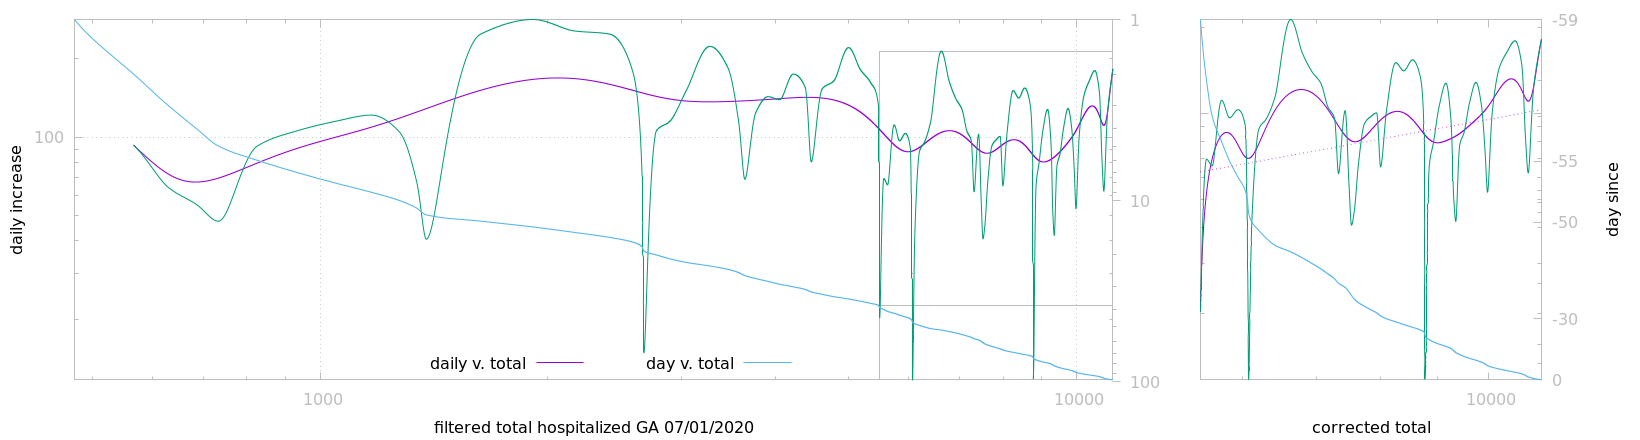 daily increase
100
1000
10000
1
10
100
daily v. total
day v. total
filtered total hospitalized GA 07/01/2020
-59
-55
-50
-30
0
day since
10000
corrected total